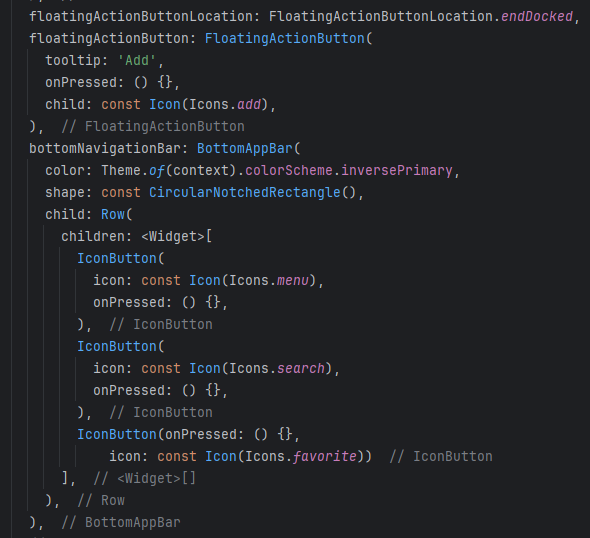 floatingActionButtonLocation: FloatingActionButtonLocation.endDocked,
floatingActionButton: FloatingActionButton(
  tooltip: 'Add',
  onPressed: () {},
  child: const Icon(Icons.add),
),  // FloatingActionButton
bottomNavigationBar: BottomAppBar(
  color: Theme.of(context).colorScheme.inversePrimary,
  shape: const CircularNotchedRectangle(),
  child: Row(
    children: <Widget>[
      IconButton(
        icon: const Icon(Icons.menu),
        onPressed: () {},
      ),  // IconButton
      IconButton(
        icon: const Icon(Icons.search),
        onPressed: () {},
      ),  // IconButton
      IconButton(onPressed: () {},
          icon: const Icon(Icons.favorite))  // IconButton
    ],  // <Widget>[]
  ),  // Row
),  // BottomAppBar